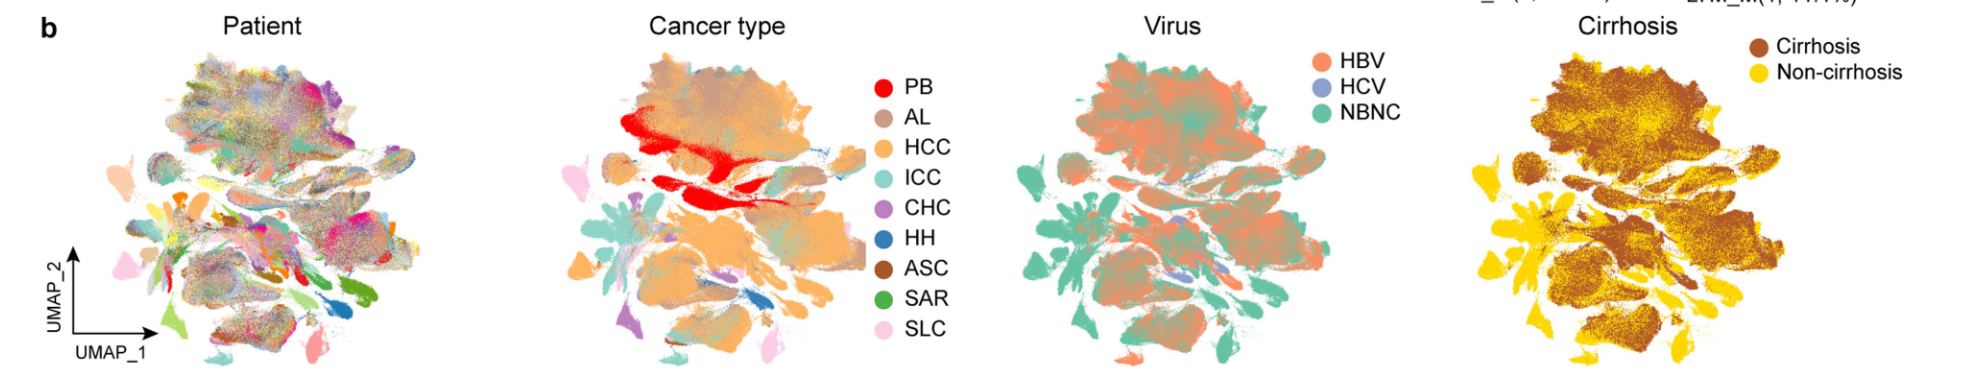 b
Patient
Cancer type
Virus
Cirrhosis
PB
AL
HCC
ICC
CHC
HH
ASC
SAR
SLC
HBV
HCV
NBNC
Cirrhosis
Non-cirrhosis
UMAP_2
UMAP_1